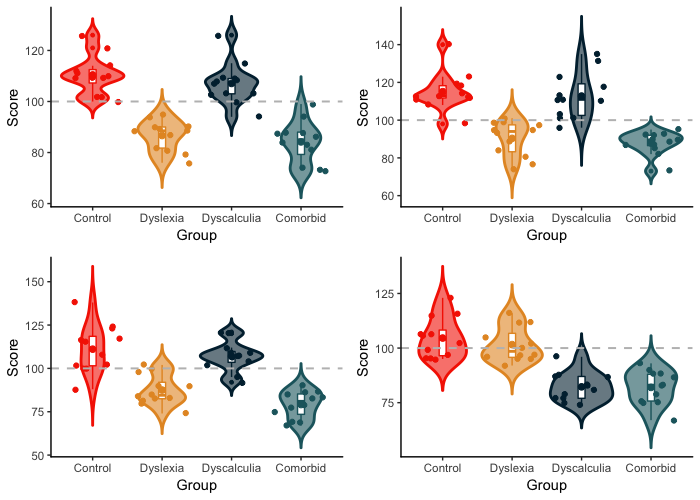 Score
120
100
80
60
Control Dyslexia Dyscalculia Comorbid
Group
Score
140
120
100
80
60
Control Dyslexia Dyscalculia Comorbid
Group
Score
150
125
100
75
50
Control Dyslexia Dyscalculia Comorbid
Group
Score
125
100
75
Control Dyslexia Dyscalculia Comorbid
Group